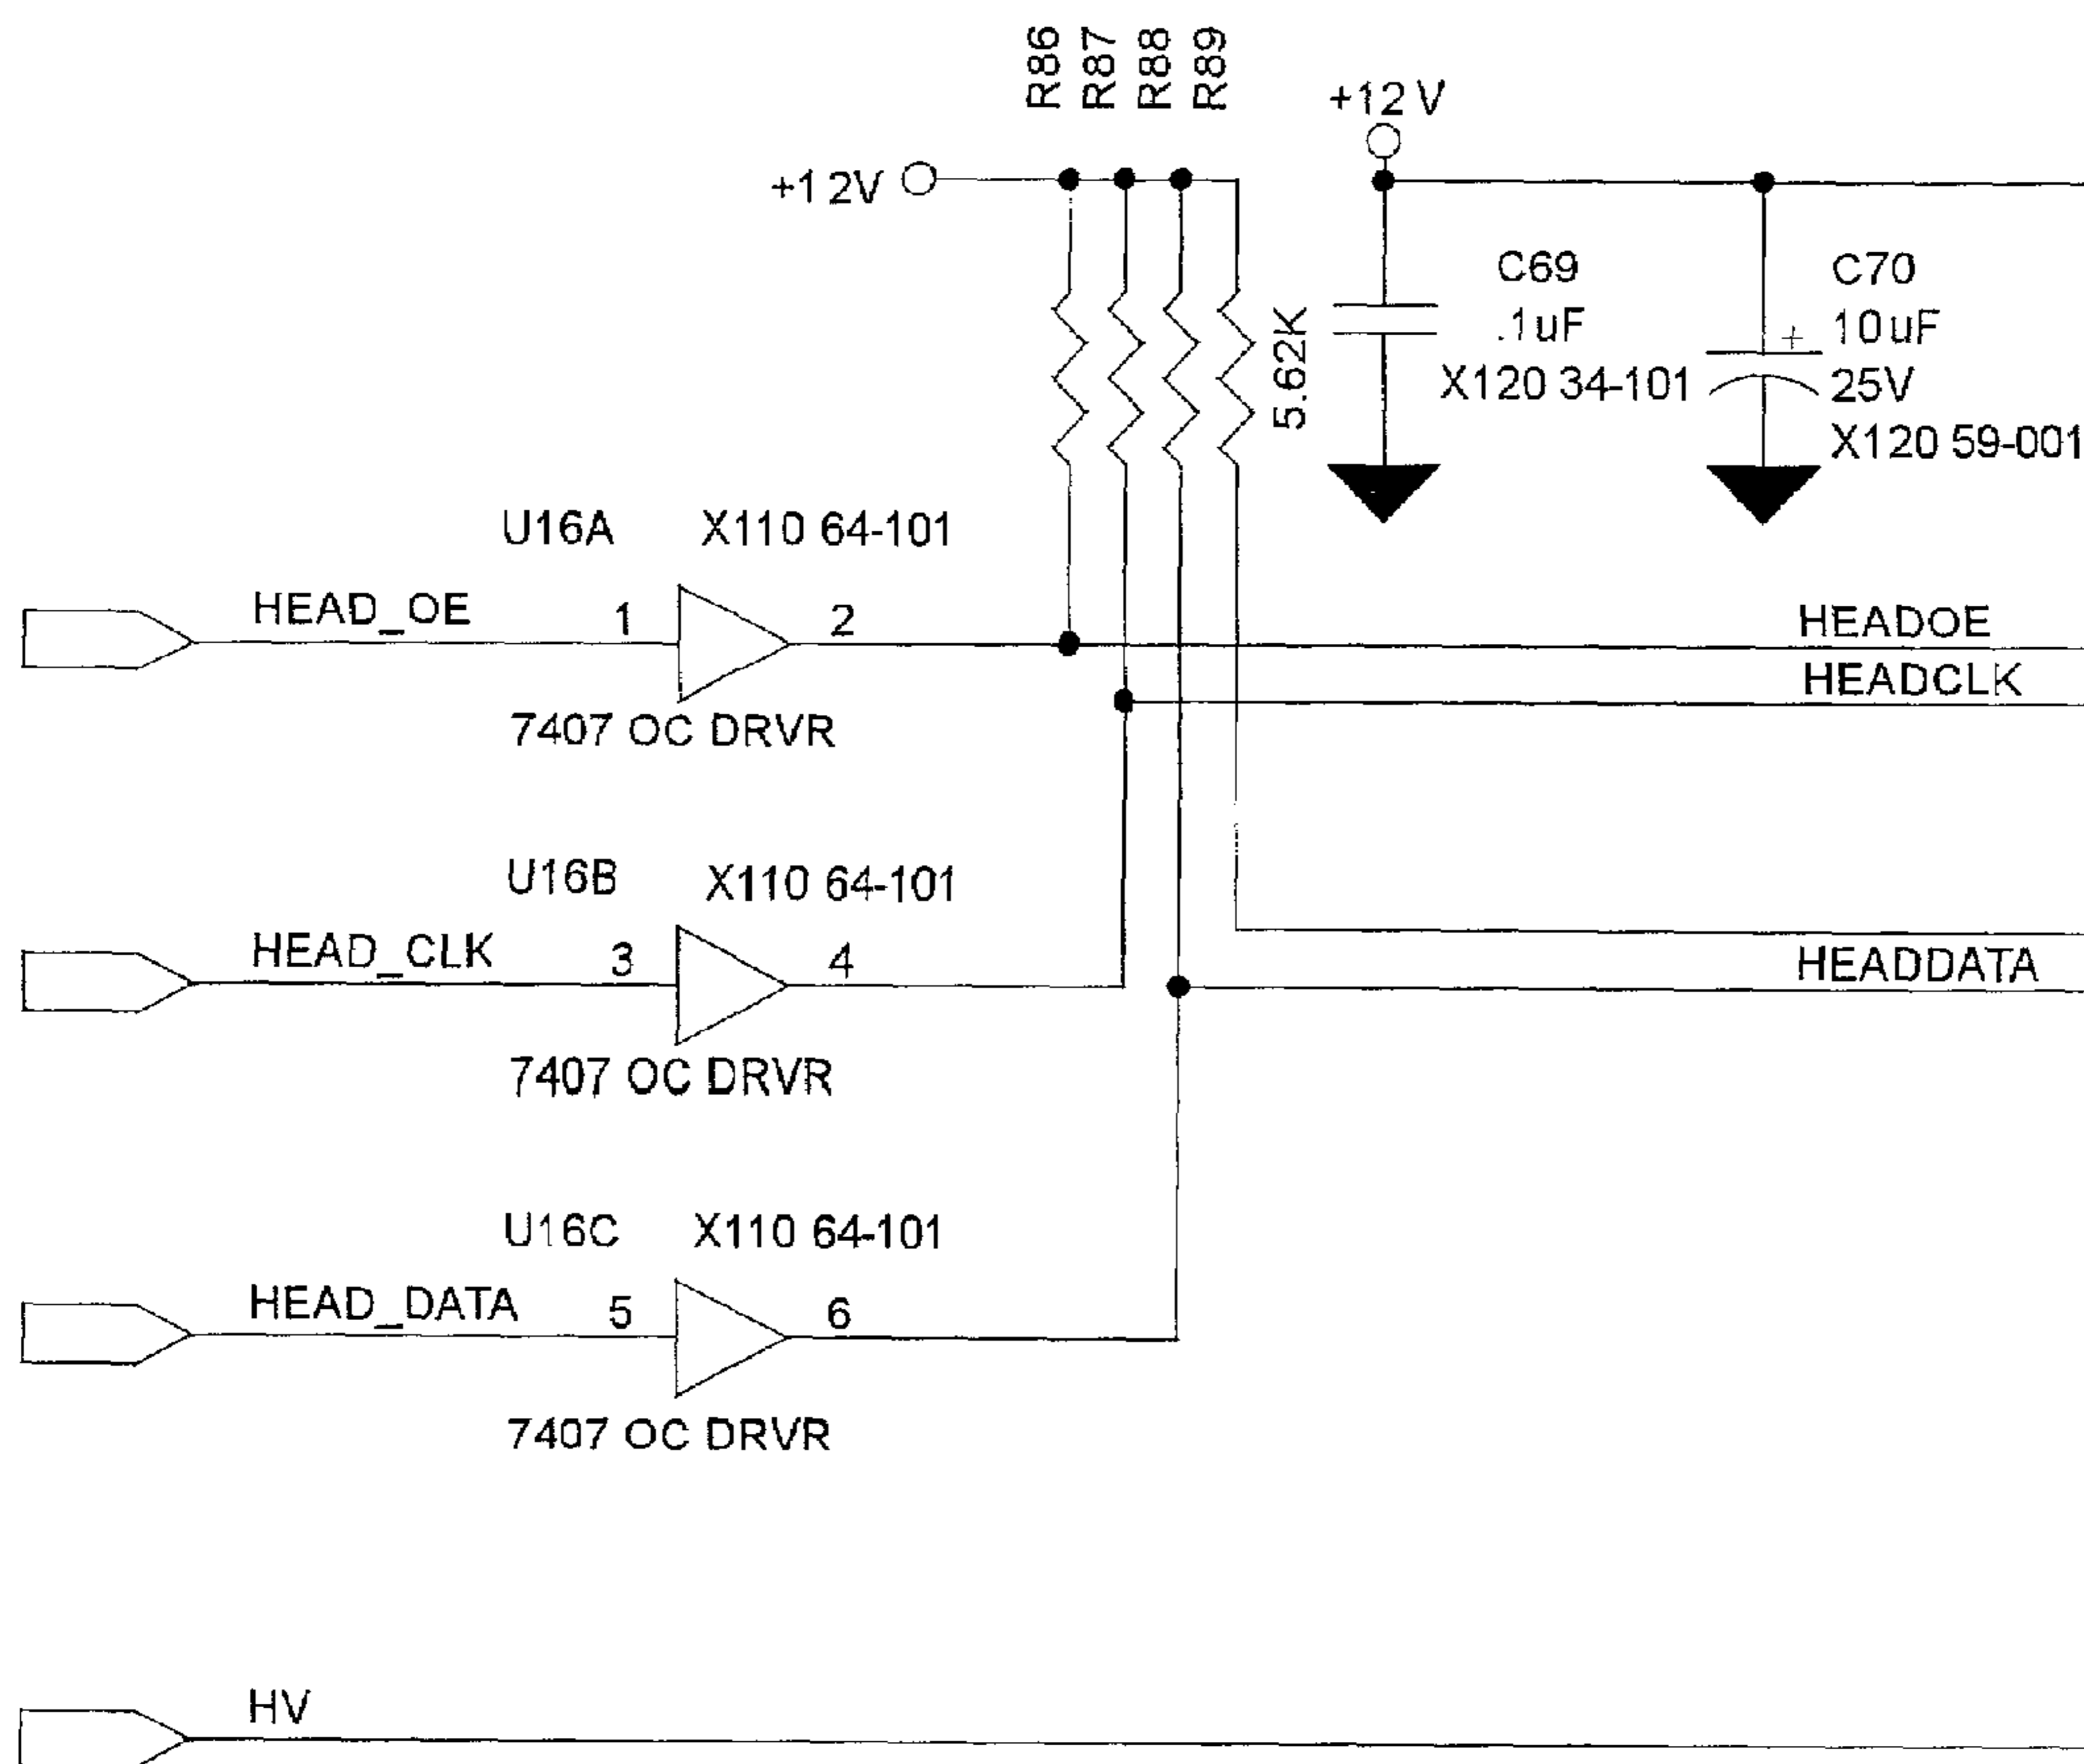 R86
R87
R88
R89
+12V
+12V
C69
.1uF
X120 34-101
C70
+ 10uF
25V
X120 59-001
5.62K
U16A X110 64-101
HEAD_OE 1 2
7407 OC DRVR
HEADOE
HEADCLK
U16B X110 64-101
HEAD_CLK 3 4
7407 OC DRVR
HEADDATA
U16C X110 64-101
HEAD_DATA 5 6
7407 OC DRVR
HV